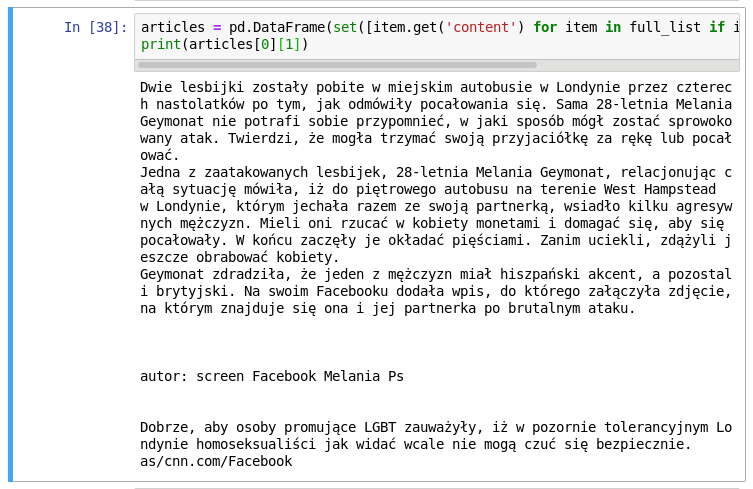 In [38]: articles = pd.DataFrame(set([item.get('content') for item in full_list if i
print(articles[0][1])
Dwie lesbijki zostały pobite w miejskim autobusie w Londynie przez czterec
h nastolatków po tym, jak odmówiły pocałowania się. Sama 28-letnia Melania
Geymonat nie potrafi sobie przypomnieć, w jaki sposób mógł zostać sprowoko
wany atak. Twierdzi, że mogła trzymać swoją przyjaciółkę za rękę lub pocał
ować.
Jedna z zaatakowanych lesbijek, 28-letnia Melania Geymonat, relacjonując c
ałą sytuację mówiła, iż do piętrowego autobusu na terenie West Hampstead
w Londynie, którym jechała razem ze swoją partnerką, wsiadło kilku agresyw
nych mężczyzn. Mieli oni rzucać w kobiety monetami i domagać się, aby się
pocałowały. W końcu zaczęły je okładać pięściami. Zanim uciekli, zdążyli j
eszcze obrabować kobiety.
Geymonat zdradziła, że jeden z mężczyzn miał hiszpański akcent, a pozostal
i brytyjski. Na swoim Facebooku dodała wpis, do którego załączyła zdjęcie,
na którym znajduje się ona i jej partnerka po brutalnym ataku.
autor: screen Facebook Melania Ps
Dobrze, aby osoby promujące LGBT zauważyły, iż w pozornie tolerancyjnym Lo
ndynie homoseksualiści jak widać wcale nie mogą czuć się bezpiecznie.
as/cnn.com/Facebook